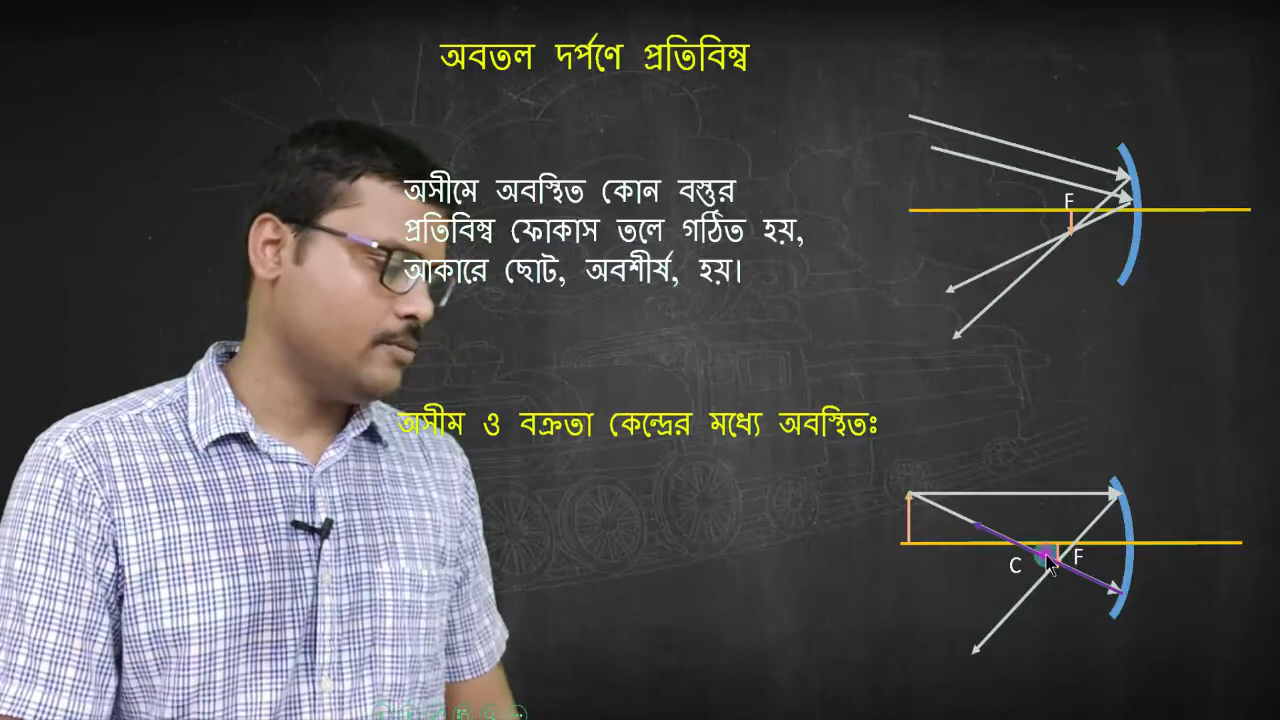 অবতল দর্পণে প্রতিবিম্ব
অসীমে অবস্থিত কোন বস্তুর
প্রতিবিম্ব ফোকাস তলে গঠিত হয়,
আকারে ছোট, অবশীর্ষ, হয়।
F
অসীম ও বক্রতা কেন্দ্রের মধ্যে অবস্থিতঃ
C
F